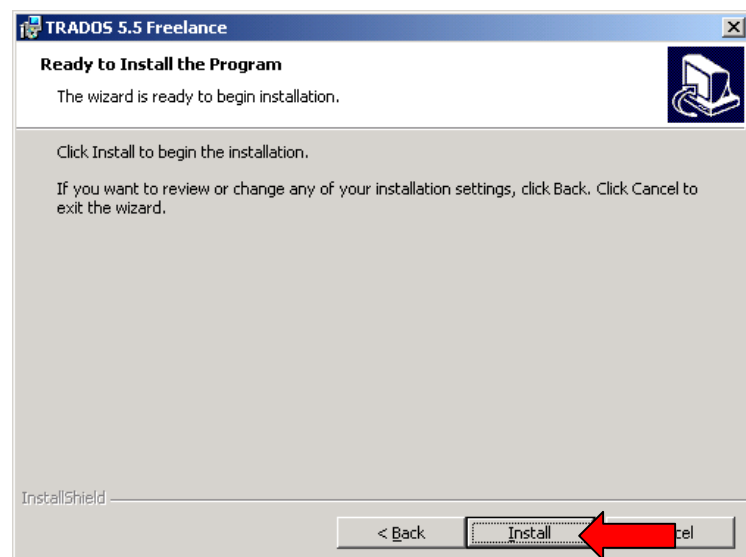 TRADOS 5.5 Freelance
Ready to Install the Program
The wizard is ready to begin installation.
Click Install to begin the installation.
If you want to review or change any of your installation settings, click Back. Click Cancel to
exit the wizard.
InstallShield
< Back Install cel